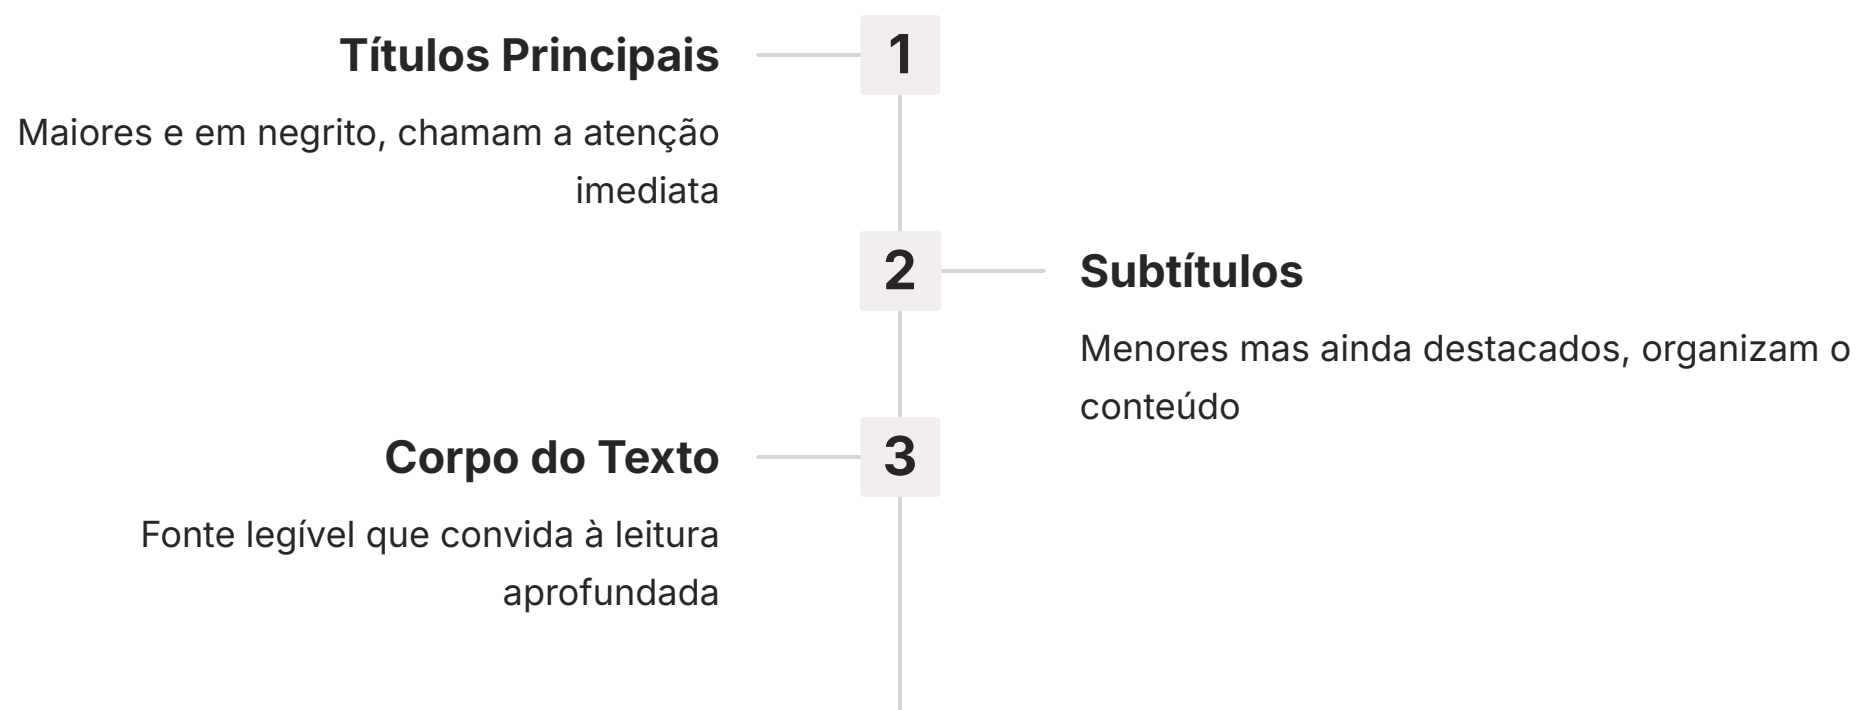 Títulos Principais
1
Maiores e em negrito, chamam a atenção
imediata
2
Subtítulos
Menores mas ainda destacados, organizam o
conteúdo
Corpo do Texto
3
Fonte legível que convida à leitura
aprofundada